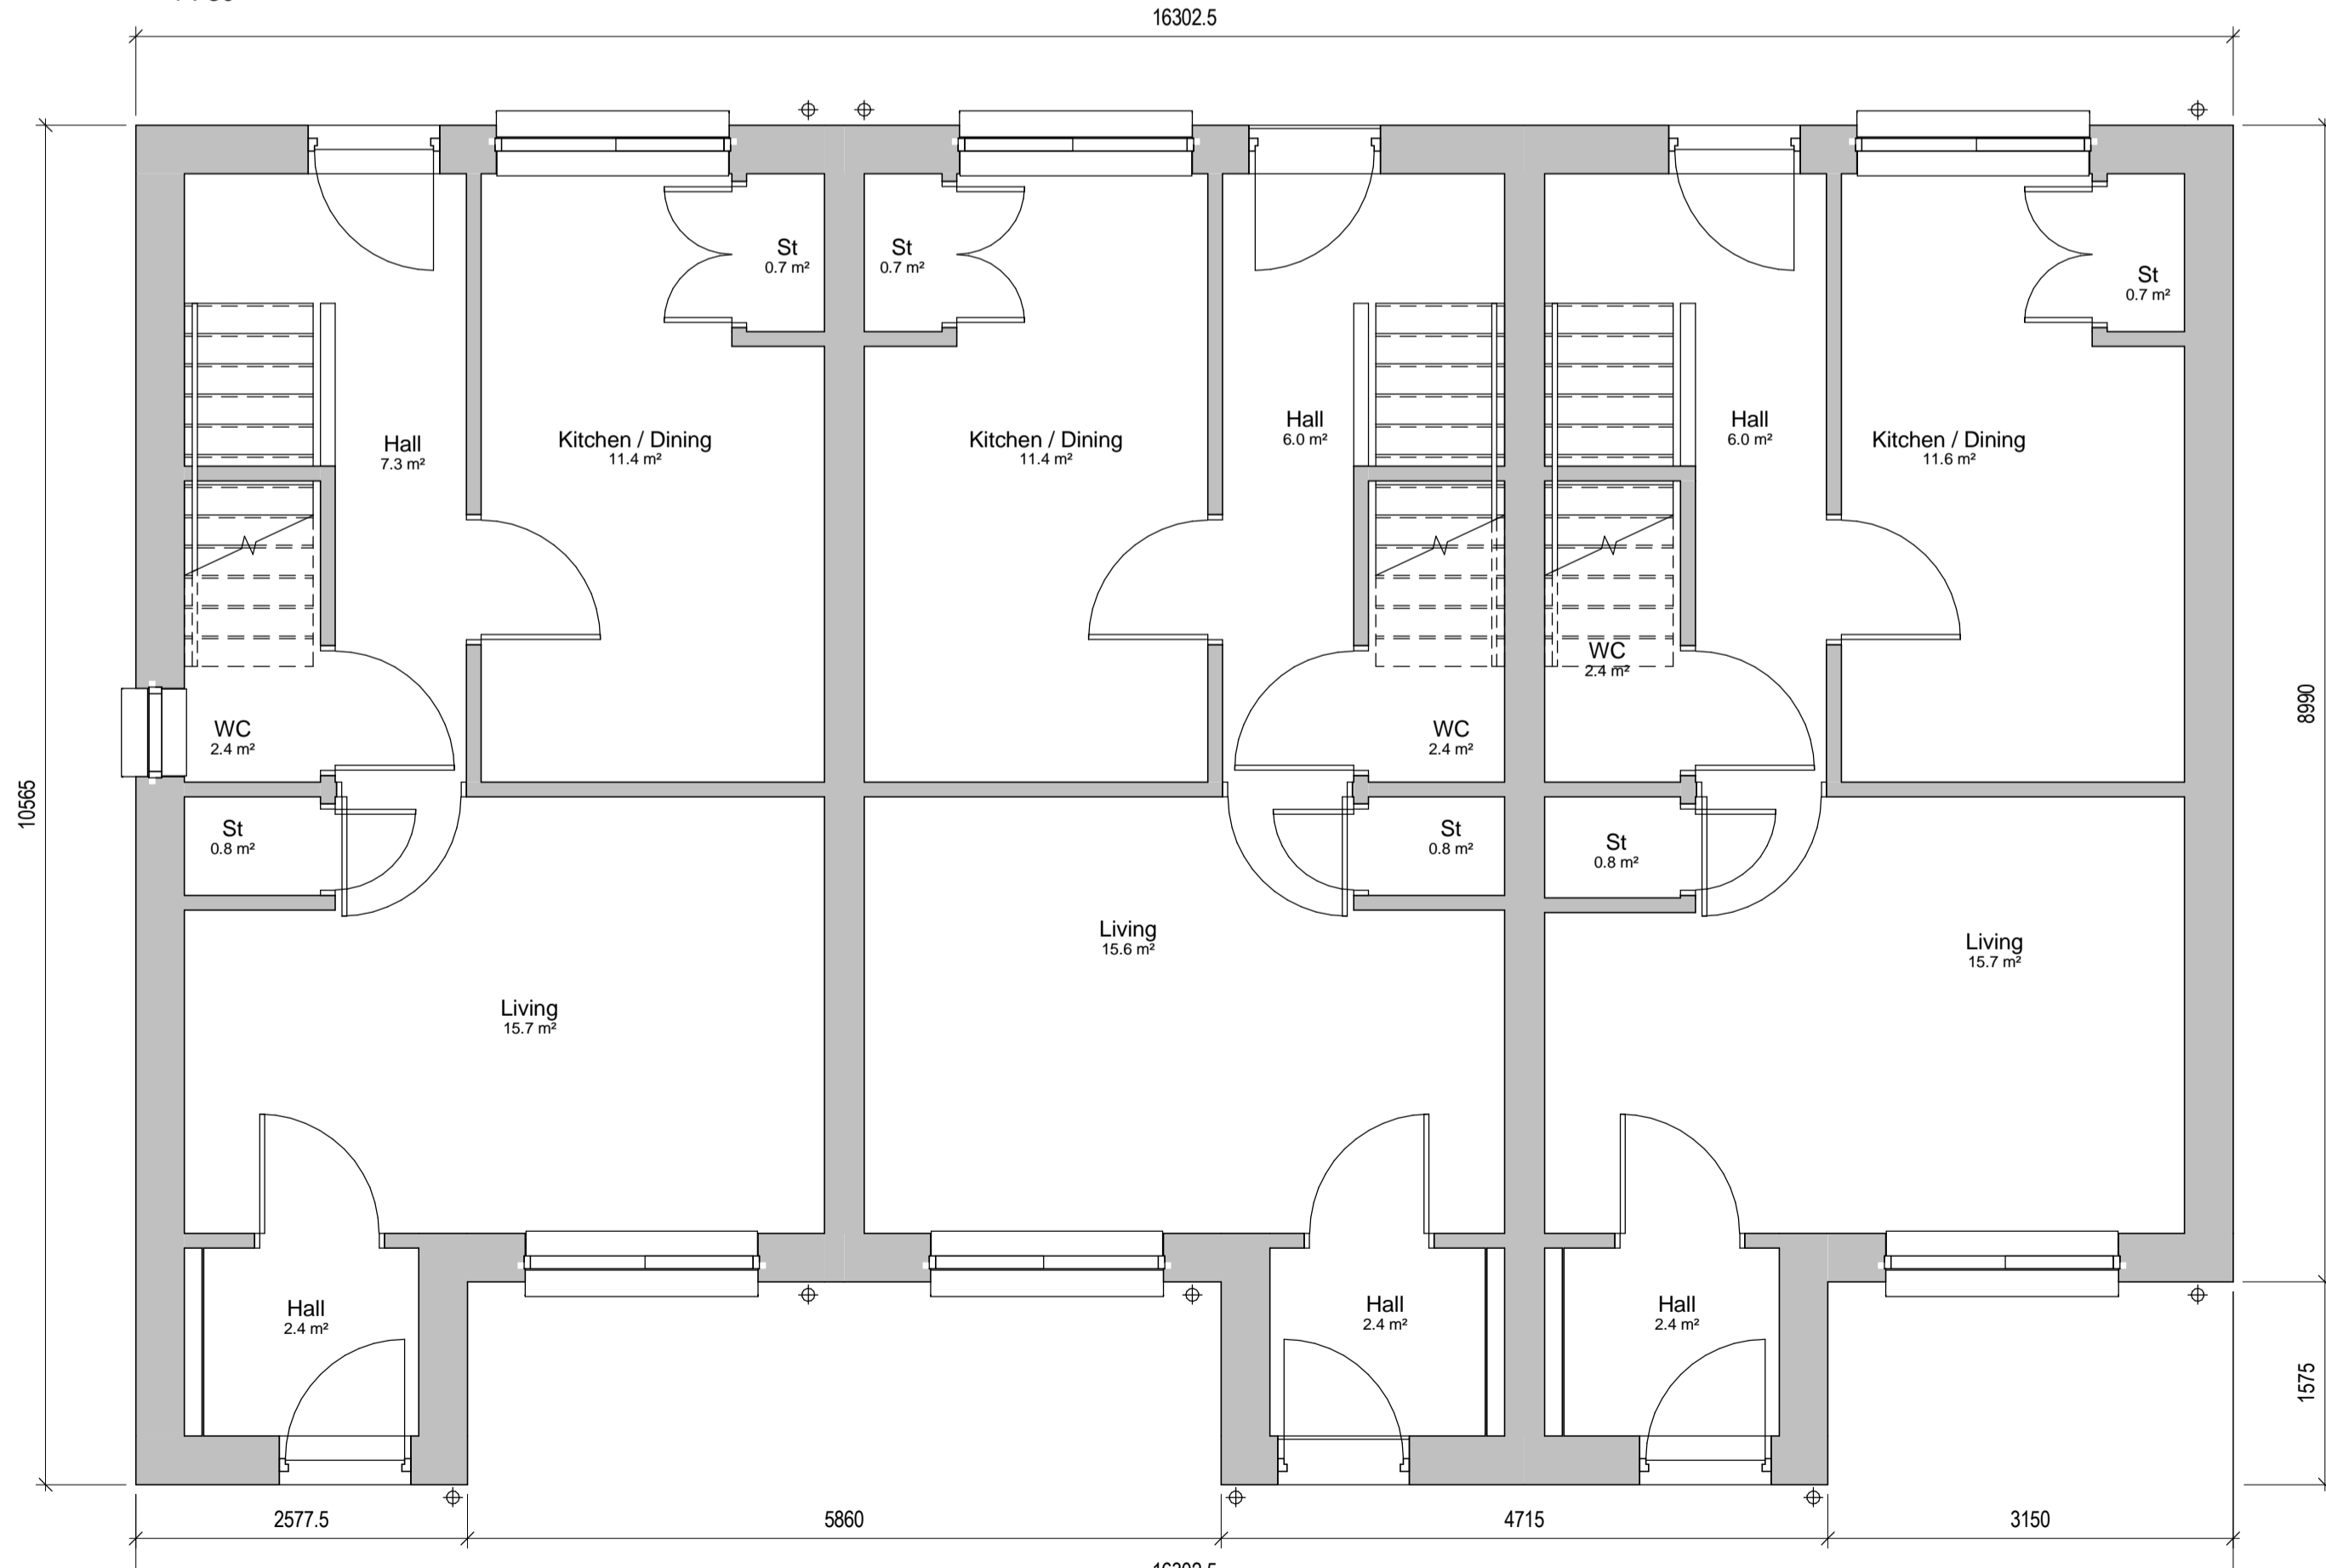 16302.5
St
0.7 m²
St
0.7 m²
St
0.7 m²
Hall
7.3 m²
Kitchen / Dining
11.4 m²
Kitchen / Dining
11.4 m²
Hall
6.0 m²
Hall
6.0 m²
Kitchen / Dining
11.6 m²
WC
2.4 m²
WC
2.4 m²
WC
2.4 m²
8990
10565
St
0.8 m²
St
0.8 m²
St
0.8 m²
Living
15.7 m²
Living
15.6 m²
Living
15.7 m²
Hall
2.4 m²
Hall
2.4 m²
Hall
2.4 m²
1575
2577.5
5860
4715
3150
16302.5